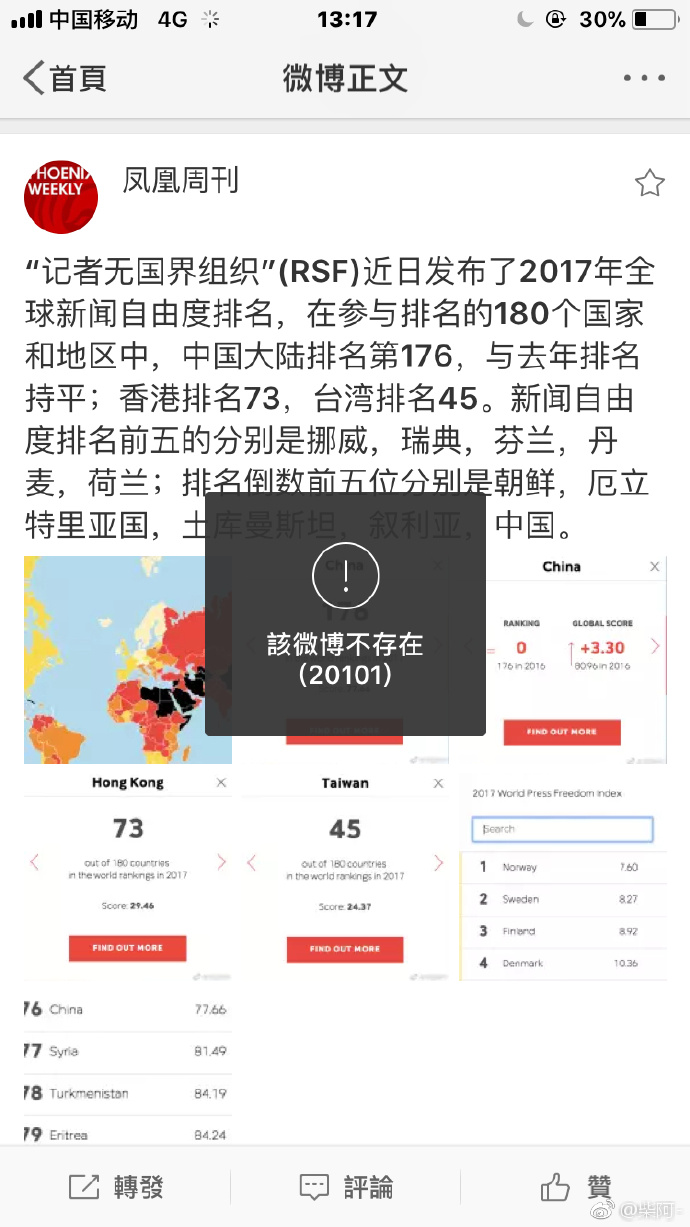 中国移动 4G 13:17 30%
首頁 微博正文
PHOENIX
WEEKLY
凤凰周刊
“记者无国界组织”(RSF)近日发布了2017年全
球新闻自由度排名，在参与排名的180个国家
和地区中，中国大陆排名第176，与去年排名
持平；香港排名73，台湾排名45。新闻自由
度排名前五的分别是挪威，瑞典，芬兰，丹
麦，荷兰；排名倒数前五位分别是朝鲜，厄立
特里亚国，土库曼斯坦，叙利亚，中国。
China
176
該微博不存在
(20101)
China
RANKING GLOBAL SCORE
0 +3.30
176 in 2016 80.96 in 2016
FIND OUT MORE
Hong Kong
73
out of 180 countries
in the world rankings in 2017
Score: 29.46
FIND OUT MORE
Taiwan
45
out of 180 countries
in the world rankings in 2017
Score: 24.37
FIND OUT MORE
2017 World Press Freedom Index
Search
1 Norway 7.60
2 Sweden 8.27
3 Finland 8.92
4 Denmark 10.36
76 China 77.66
77 Syria 81.49
78 Turkmenistan 84.19
79 Eritrea 84.24
轉發 評論 贊
@柴阿-